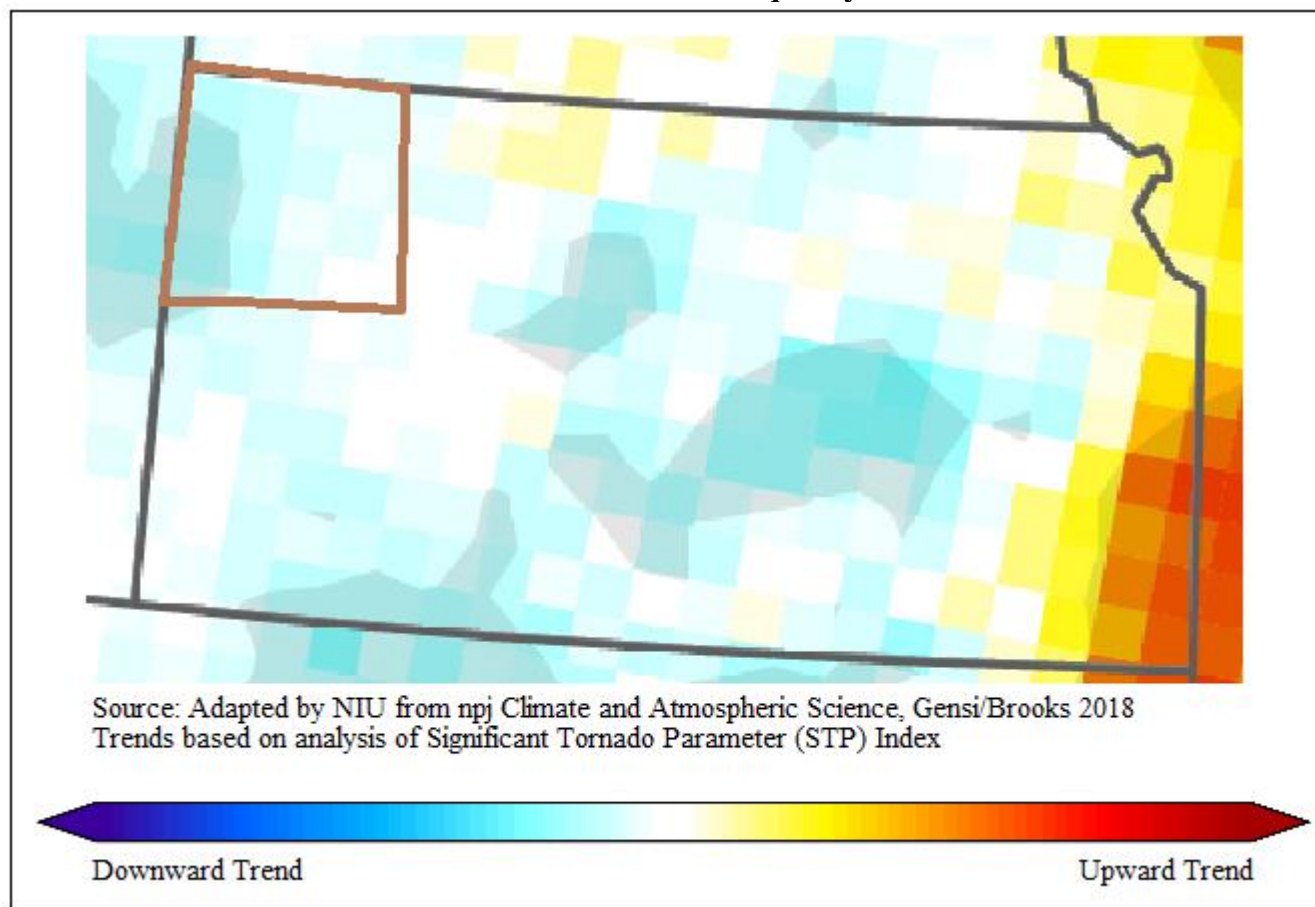 Source: Adapted by NIU from npj Climate and Atmospheric Science, Gensi/Brooks 2018
Trends based on analysis of Significant Tornado Parameter (STP) Index
Downward Trend
Upward Trend